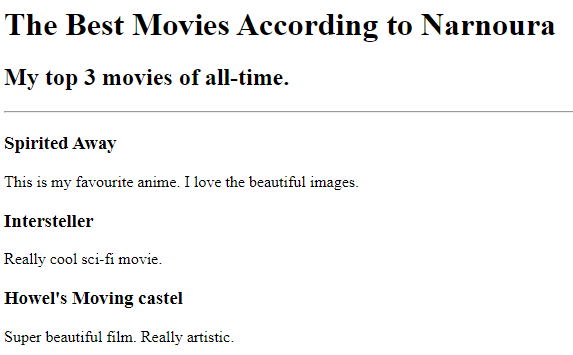 The Best Movies According to Narnoura
My top 3 movies of all-time.
Spirited Away
This is my favourite anime. I love the beautiful images.
Intersteller
Really cool sci-fi movie.
Howel's Moving castel
Super beautiful film. Really artistic.